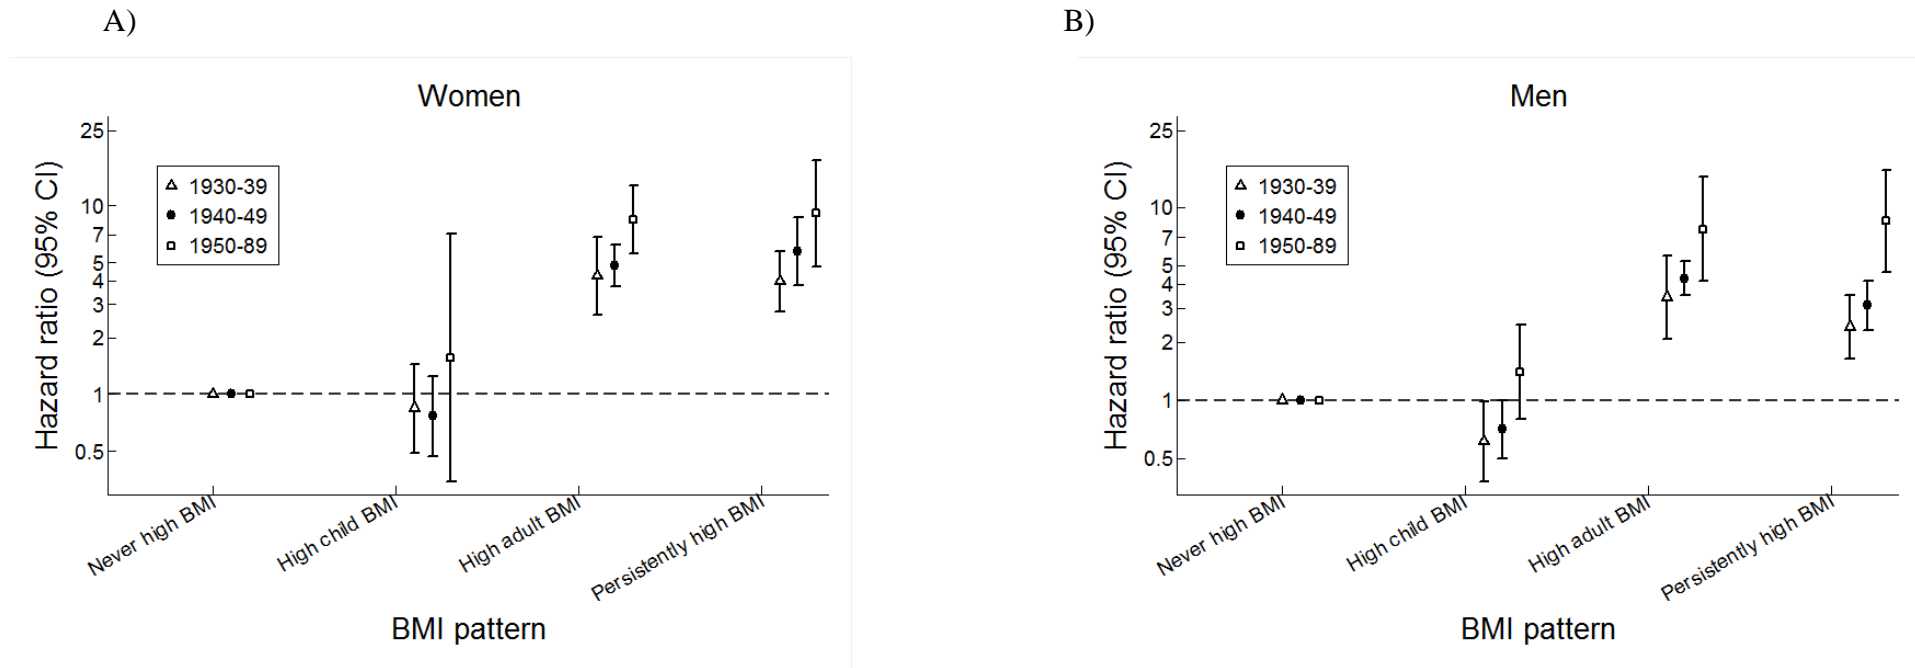 A)
Women
Hazard ratio (95% CI)
25
10
7
5
4
3
2
1
0.5
1930-39
1940-49
1950-89
Never high BMI
High child BMI
High adult BMI
Persistently high BMI
BMI pattern
B)
Men
Hazard ratio (95% CI)
25
10
7
5
4
3
2
1
0.5
1930-39
1940-49
1950-89
Never high BMI
High child BMI
High adult BMI
Persistently high BMI
BMI pattern